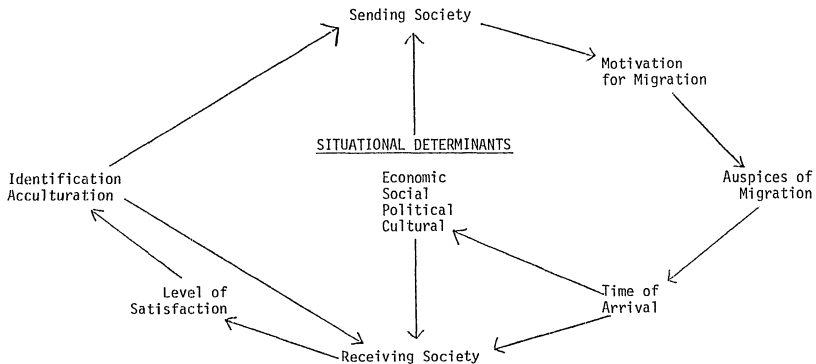 Sending Society
Motivation
for Migration
SITUATIONAL DETERMINANTS
Economic
Social
Political
Cultural
Identification
Acculturation
Auspices of
Migration
Level of
Satisfaction
Time of
Arrival
Receiving Society